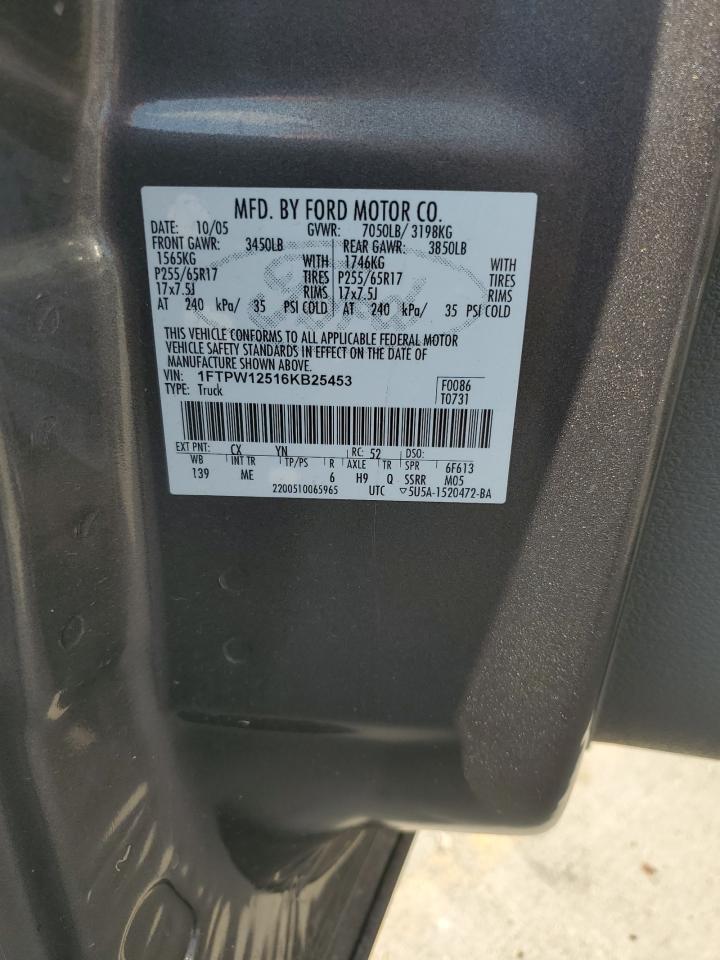 MFD. BY FORD MOTOR CO.
DATE: 10/05 GVWR: 7050LB/ 3198KG
FRONT GAWR: 3450LB REAR GAWR: 3850LB
1565KG WITH 1746KG WITH
P255/65R17 TIRES P255/65R17 TIRES
17x7.5J RIMS 17x7.5J RIMS
AT 240 kPa/ 35 PSI COLD AT 240 kPa/ 35 PSI COLD
Ford
THIS VEHICLE CONFORMS TO ALL APPLICABLE FEDERAL MOTOR
VEHICLE SAFETY STANDARDS IN EFFECT ON THE DATE OF
MANUFACTURE SHOWN ABOVE.
VIN: 1FTPW12516KB25453 F0086
TYPE: Truck T0731
EXT PNT: CX YN RC: 52 DSO:
WB INT TR TP/PS R AXLE TR SPR 6F613
139 ME 6 H9 Q SSRR M05
2200510065965 UTC ▽5U5A-1520472-BA